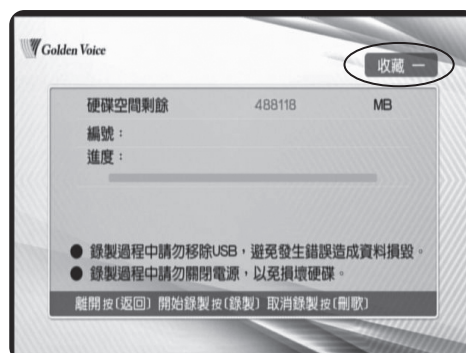 Golden Voice
收藏 一
硬碟空間剩餘 488118 MB
編號：
進度：
● 錄製過程中請勿移除USB，避免發生錯誤造成資料損毀。
● 錄製過程中請勿關閉電源，以免損壞硬碟。
離開按〔返回〕開始錄製按〔錄製〕取消錄製按〔刪歌〕